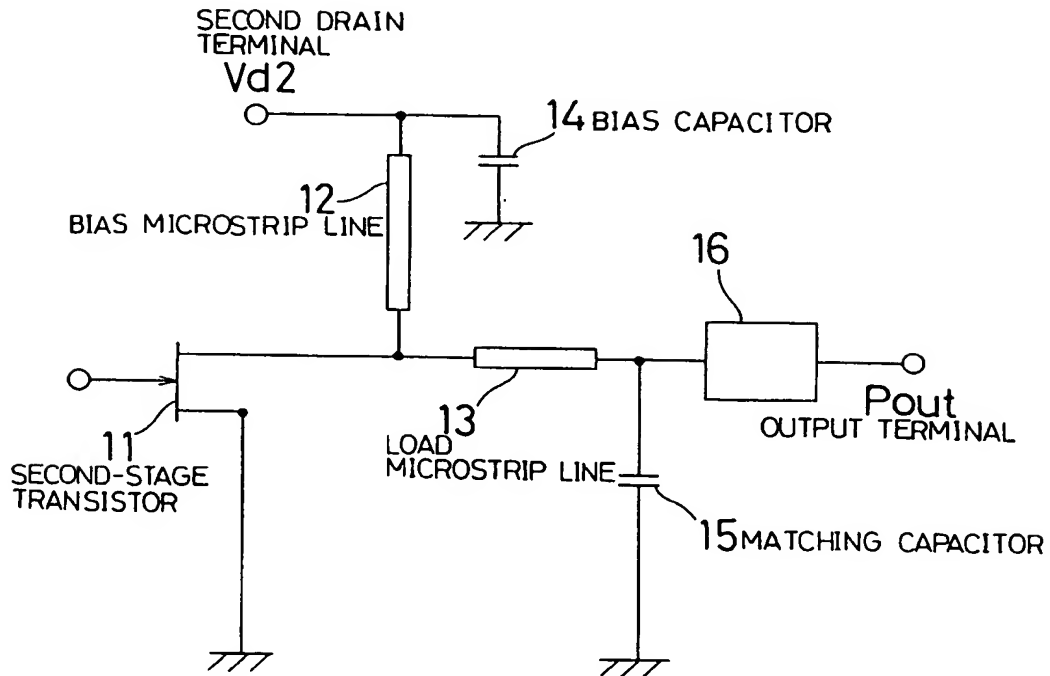 SECOND DRAIN
TERMINAL
Vd2
14 BIAS CAPACITOR
12
BIAS MICROSTRIP LINE
16
11
SECOND-STAGE
TRANSISTOR
13
LOAD
MICROSTRIP LINE
Pout
OUTPUT TERMINAL
15 MATCHING CAPACITOR